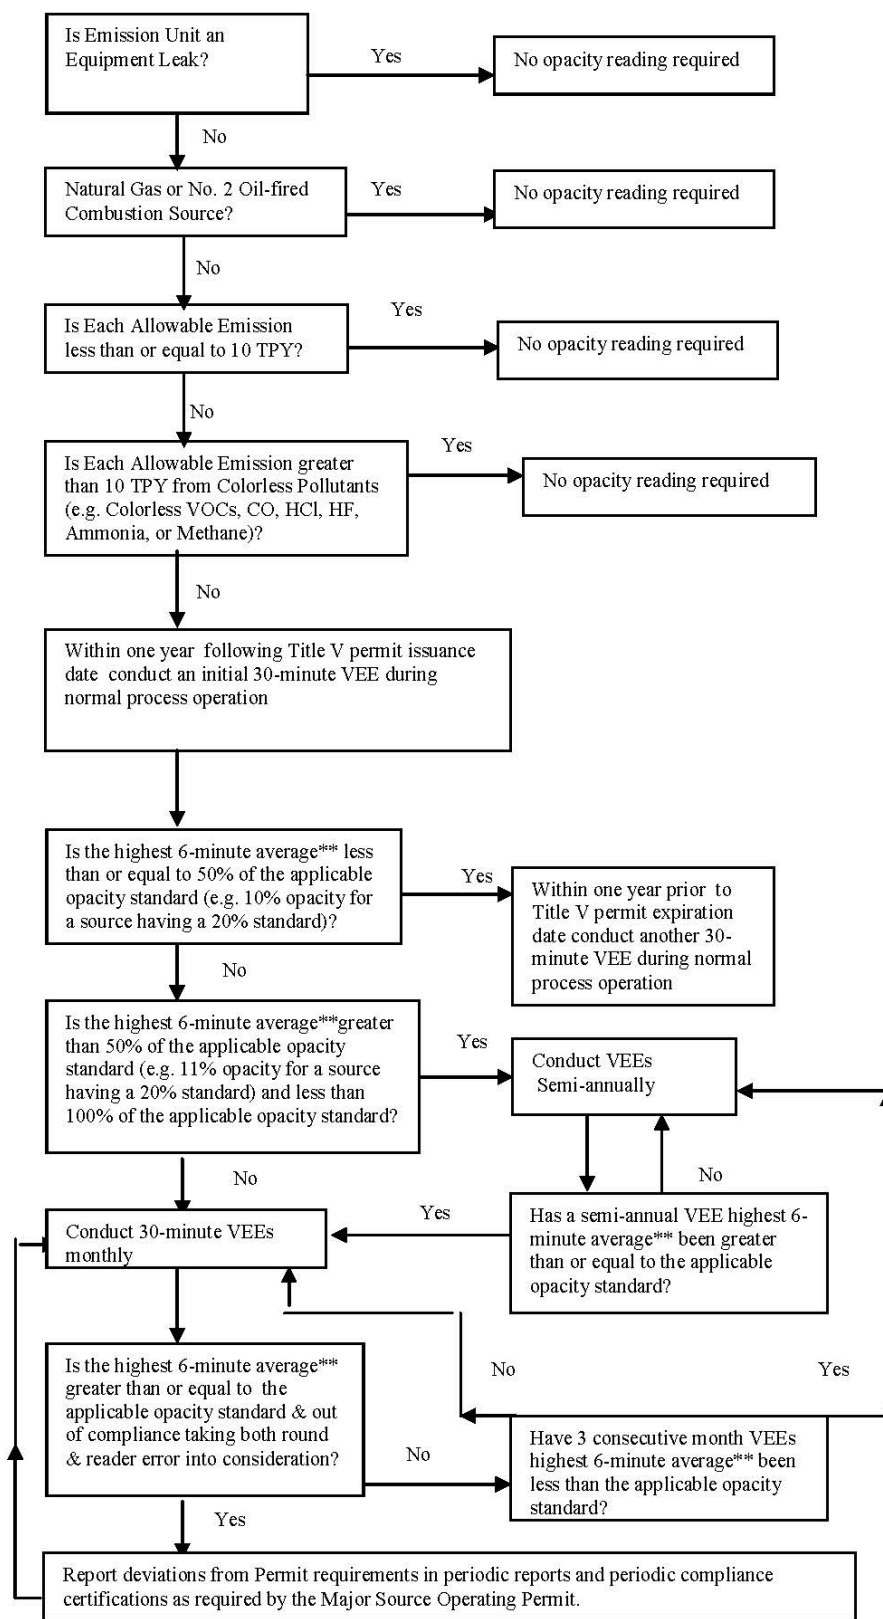 Is Emission Unit an
Equipment Leak?
Yes
No opacity reading required
No
Natural Gas or No. 2 Oil-fired
Combustion Source?
Yes
No opacity reading required
No
Is Each Allowable Emission
less than or equal to 10 TPY?
Yes
No opacity reading required
No
Is Each Allowable Emission greater
than 10 TPY from Colorless Pollutants
(e.g. Colorless VOCs, CO, HCl, HF,
Ammonia, or Methane)?
Yes
No opacity reading required
No
Within one year following Title V permit issuance
date conduct an initial 30-minute VEE during
normal process operation
Is the highest 6-minute average** less
than or equal to 50% of the applicable
opacity standard (e.g. 10% opacity for
a source having a 20% standard)?
Yes
Within one year prior to
Title V permit expiration
date conduct another 30-
minute VEE during normal
process operation
No
Is the highest 6-minute average**greater
than 50% of the applicable opacity
standard (e.g. 11% opacity for a source
having a 20% standard) and less than
100% of the applicable opacity standard?
Yes
Conduct VEEs
Semi-annually
No
No
Conduct 30-minute VEEs
monthly
Yes
Has a semi-annual VEE highest 6-
minute average** been greater
than or equal to the applicable
opacity standard?
Is the highest 6-minute average**
greater than or equal to the
applicable opacity standard & out
of compliance taking both round
& reader error into consideration?
No
Yes
No
Have 3 consecutive month VEEs
highest 6-minute average** been
less than the applicable opacity
standard?
Yes
Report deviations from Permit requirements in periodic reports and periodic compliance
certifications as required by the Major Source Operating Permit.